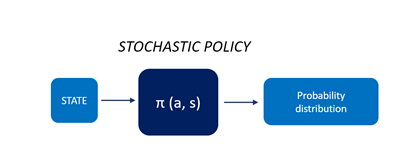 STOCHASTIC POLICY
STATE
π (a, s)
Probability
distribution